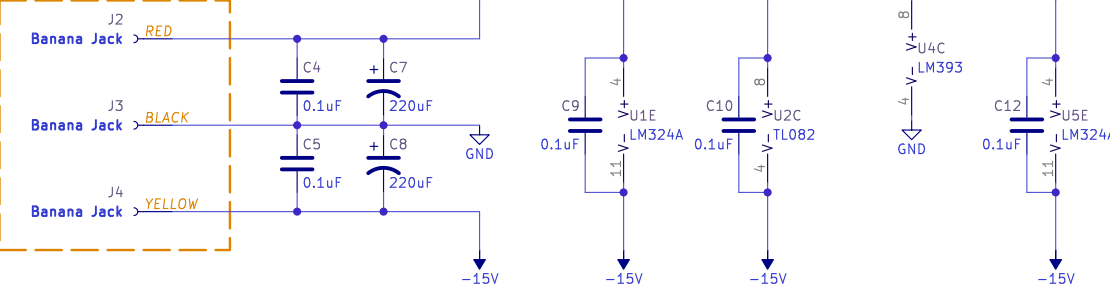 J2
RED
Banana Jack
C4
0.1uF
C7
+
220uF
J3
BLACK
Banana Jack
GND
C5
0.1uF
C8
+
220uF
J4
YELLOW
Banana Jack
-15V
C9
0.1uF
4
V+
U1E
LM324A
V-
11
-15V
C10
0.1uF
8
V+
U2C
TL082
V-
4
-15V
8
V+
U4C
LM393
V-
4
GND
C12
0.1uF
4
V+
U5E
LM324A
V-
11
-15V